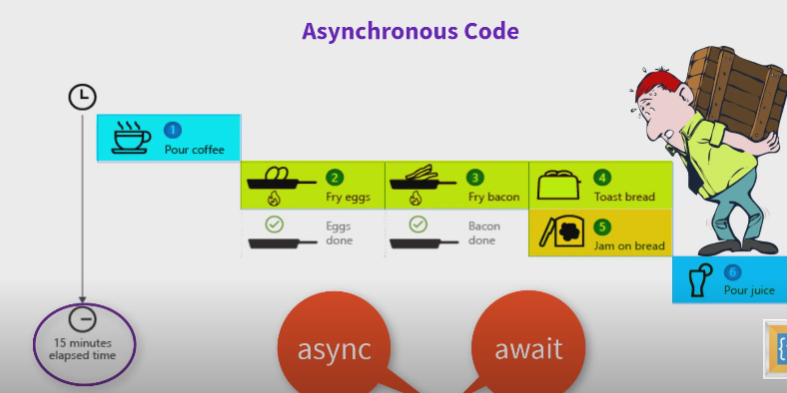 Asynchronous Code
1
Pour coffee
2
Fry eggs
3
Fry bacon
4
Toast bread
Eggs
done
Bacon
done
5
Jam on bread
6
Pour juice
15 minutes
elapsed time
async
await
{